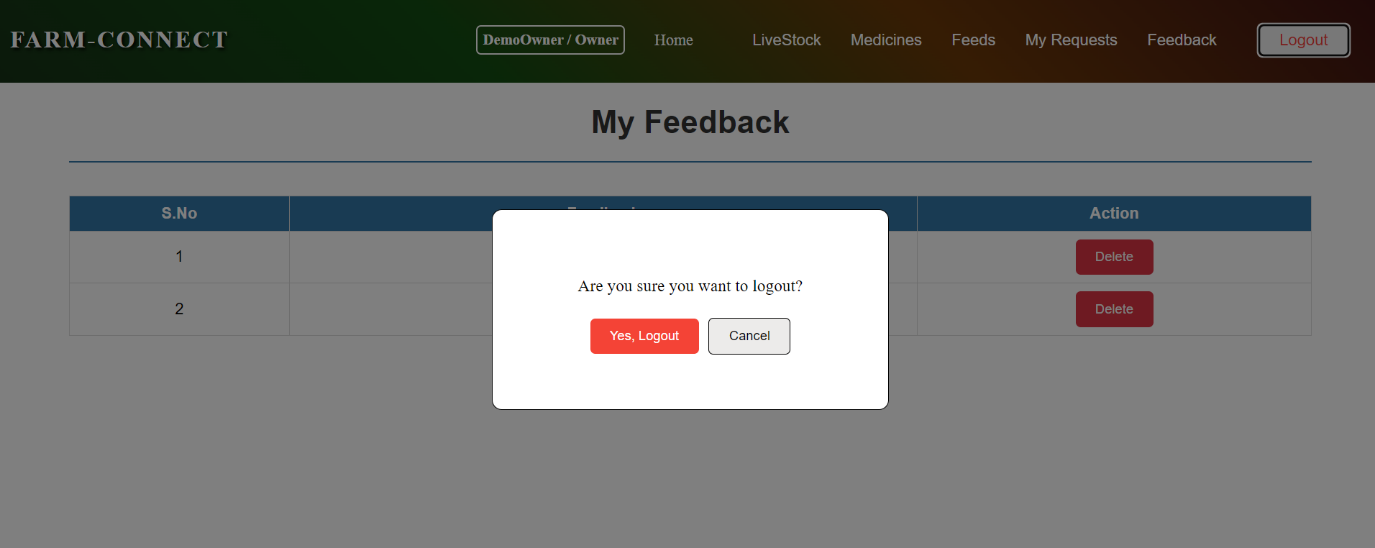 FARM-CONNECT
DemoOwner / Owner Home LiveStock Medicines Feeds My Requests Feedback Logout
My Feedback
S.No Action
1 Delete
2 Delete
Are you sure you want to logout?
Yes, Logout Cancel